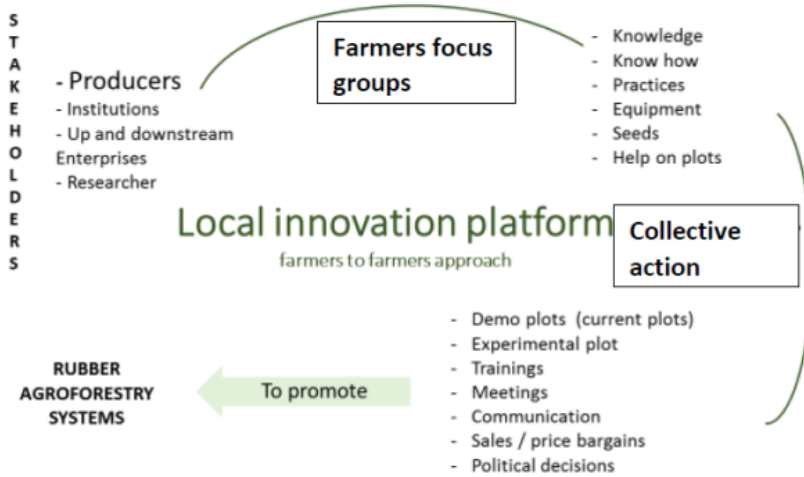 STAKEHOLDERS
- Producers
- Institutions
- Up and downstream
Enterprises
- Researcher
Farmers focus
groups
- Knowledge
- Know how
- Practices
- Equipment
- Seeds
- Help on plots
Local innovation platform
farmers to farmers approach
Collective
action
- Demo plots (current plots)
- Experimental plot
- Trainings
- Meetings
- Communication
- Sales / price bargains
- Political decisions
To promote
RUBBER
AGROFORESTRY
SYSTEMS